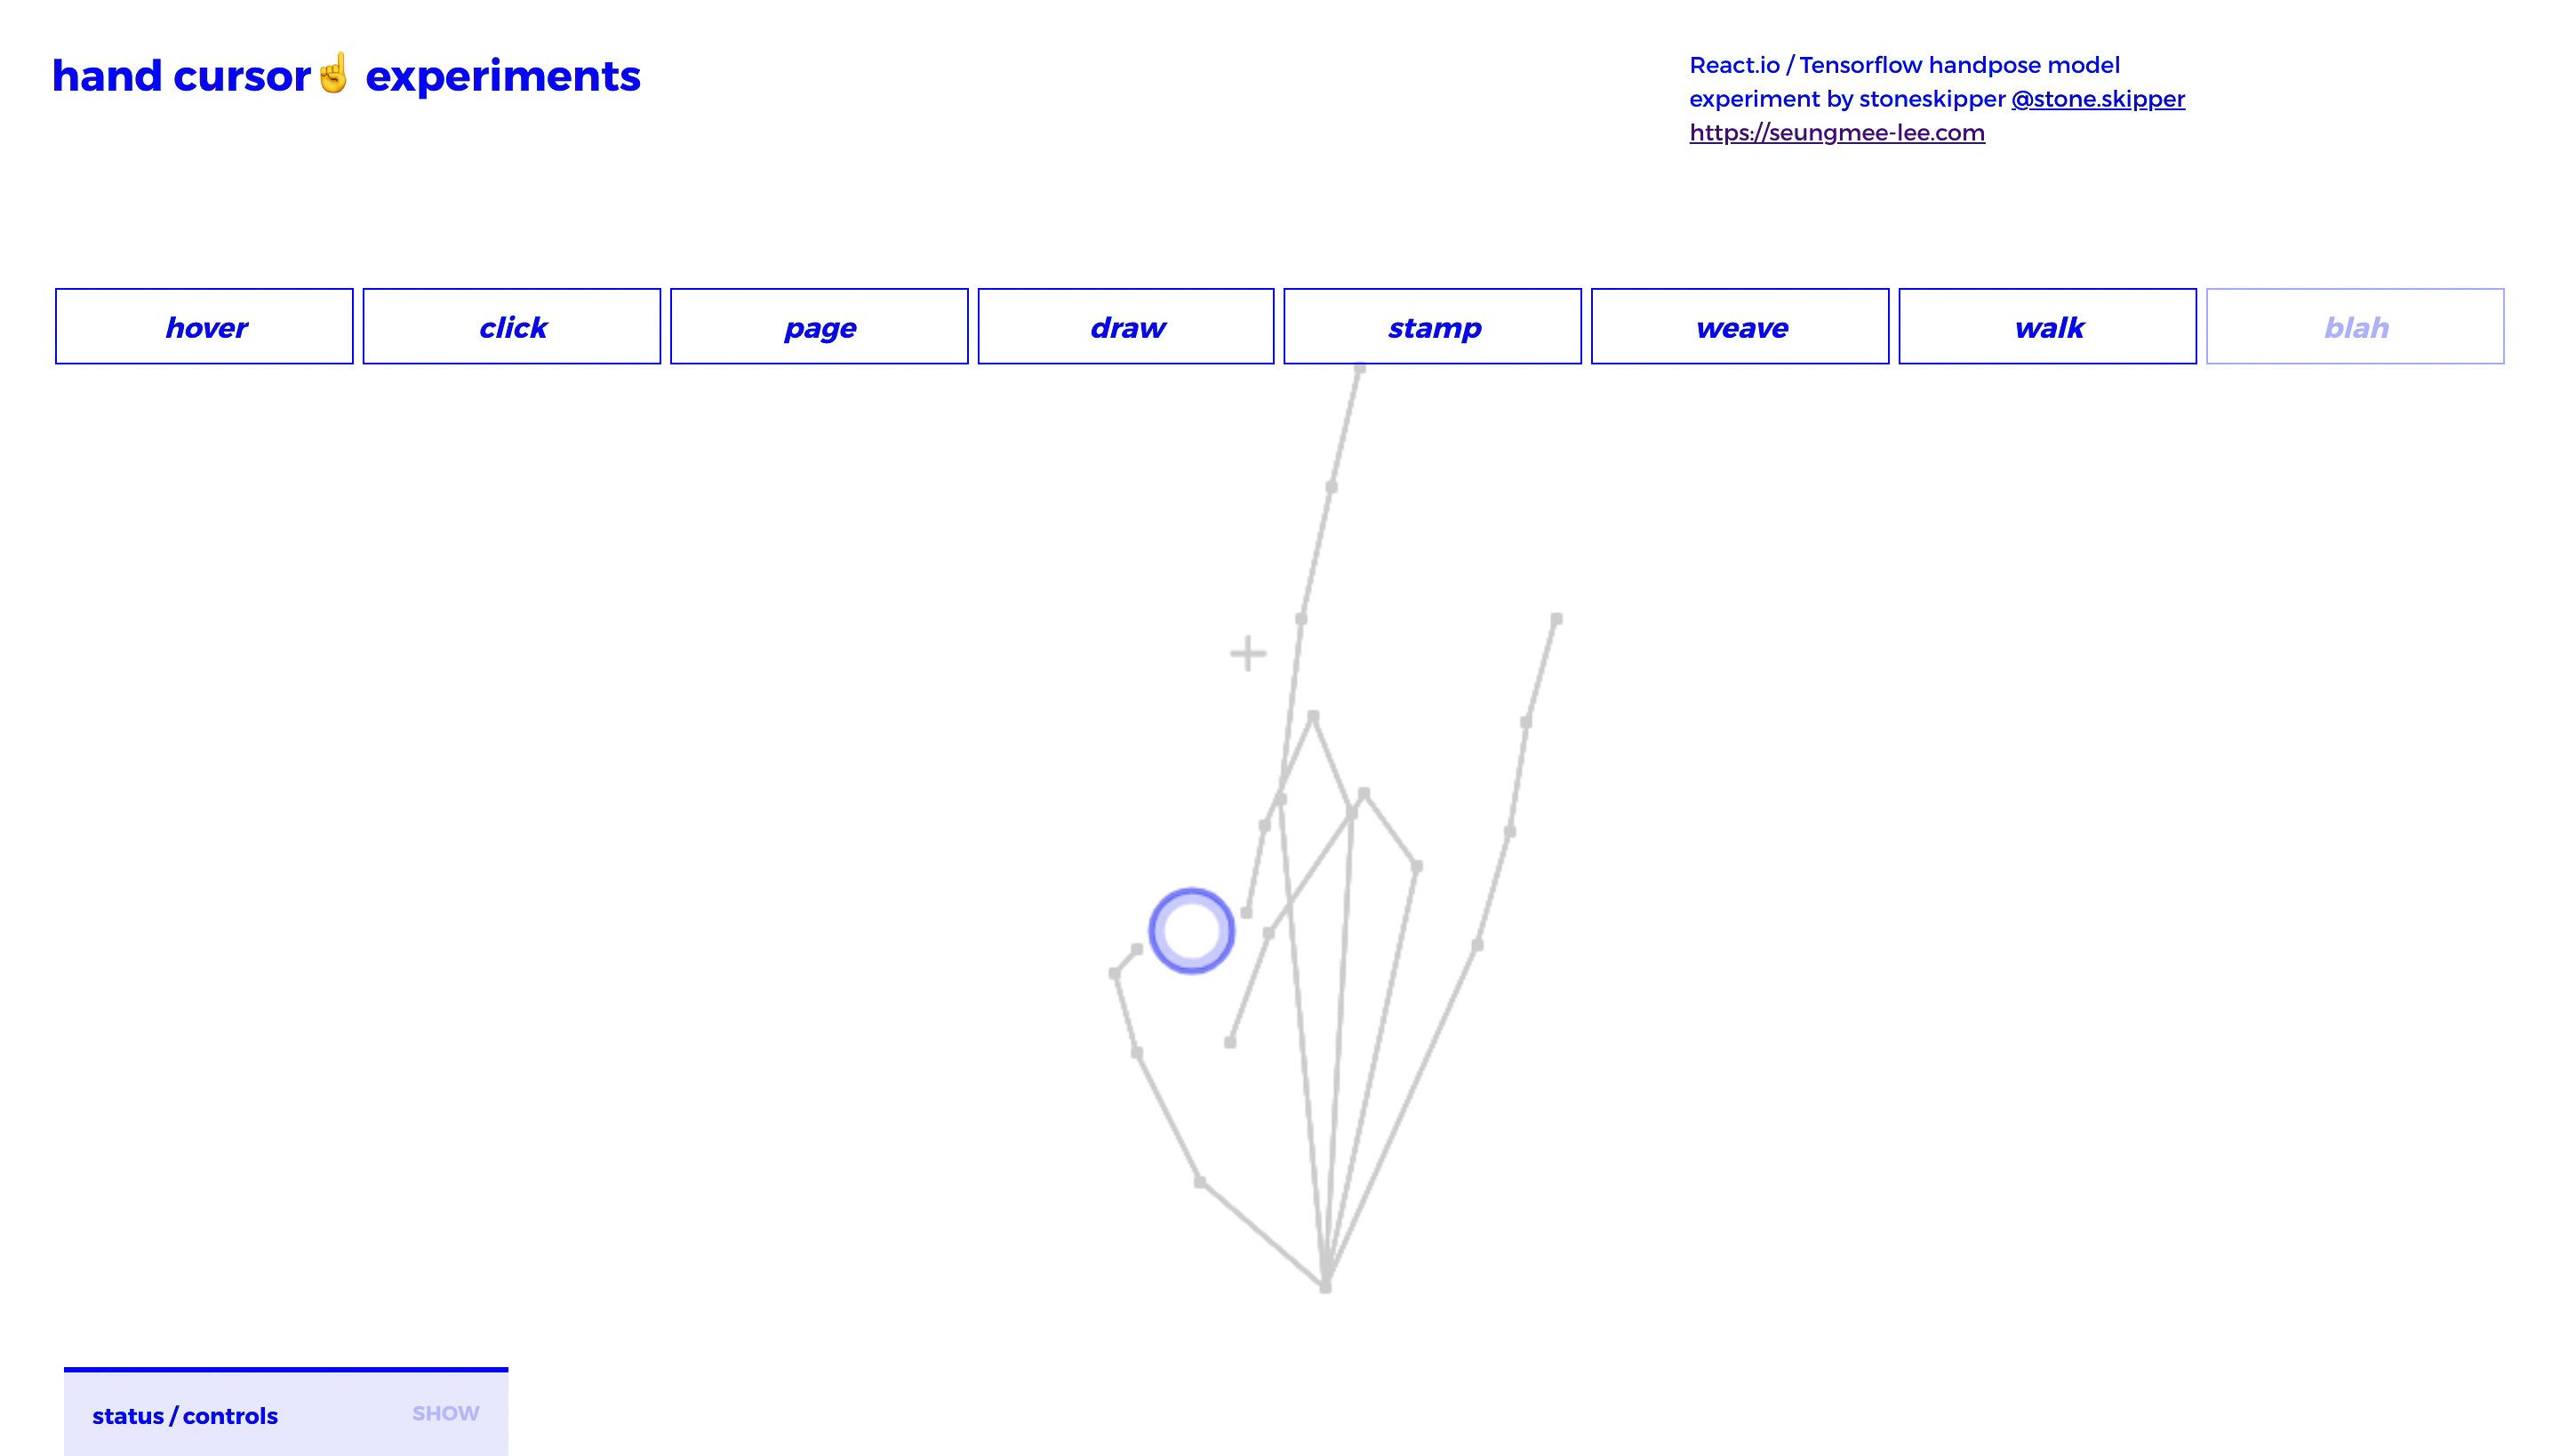 hand cursor☝️ experiments
React.io / Tensorflow handpose model
experiment by stoneskipper @stone.skipper
https://seungmee-lee.com
hover
click
page
draw
stamp
weave
walk
blah
status / controls
SHOW